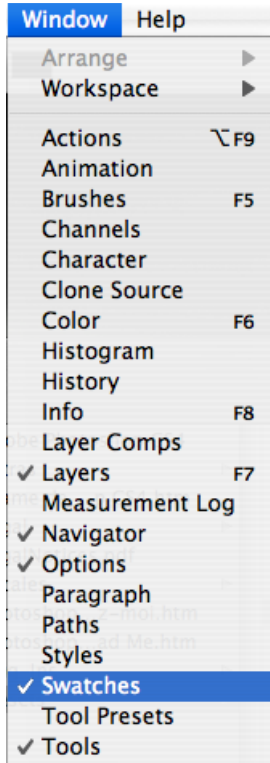 Window Help
Arrange
Workspace
Actions ⌥F9
Animation
Brushes F5
Channels
Character
Clone Source
Color F6
Histogram
History
Info F8
Layer Comps
✓ Layers F7
Measurement Log
✓ Navigator
✓ Options
Paragraph
Paths
Styles
✓ Swatches
Tool Presets
✓ Tools